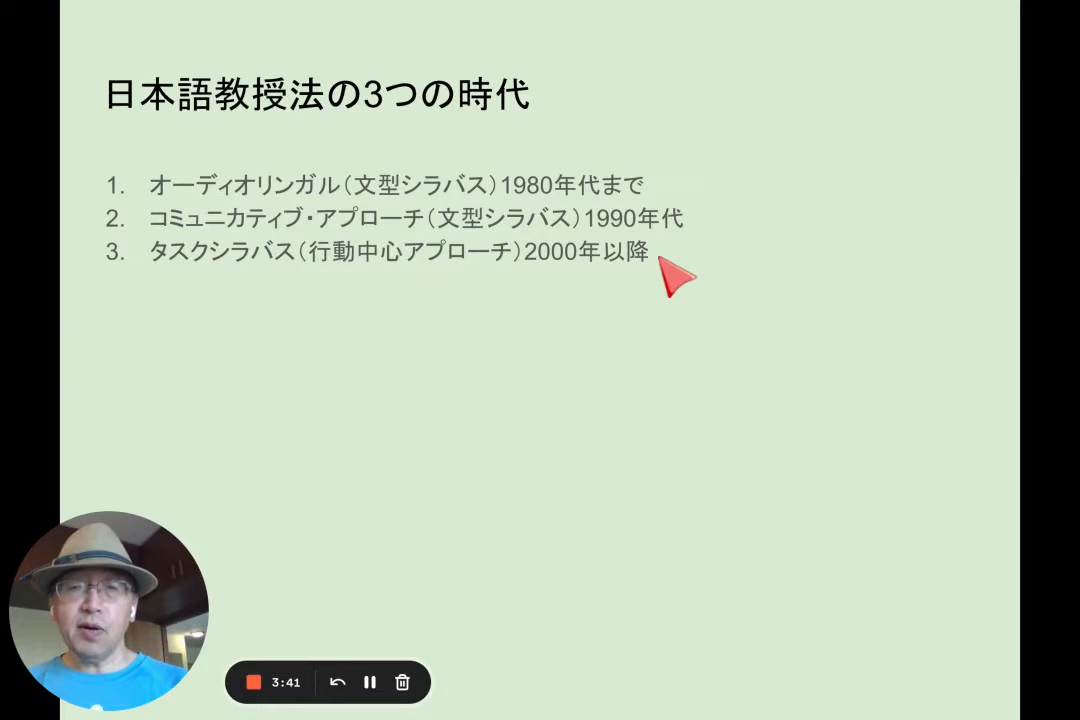 日本語教授法の3つの時代
1. オーディオリンガル(文型シラバス)1980年代まで
2. コミュニカティブ・アプローチ(文型シラバス)1990年代
3. タスクシラバス(行動中心アプローチ)2000年以降
3:41